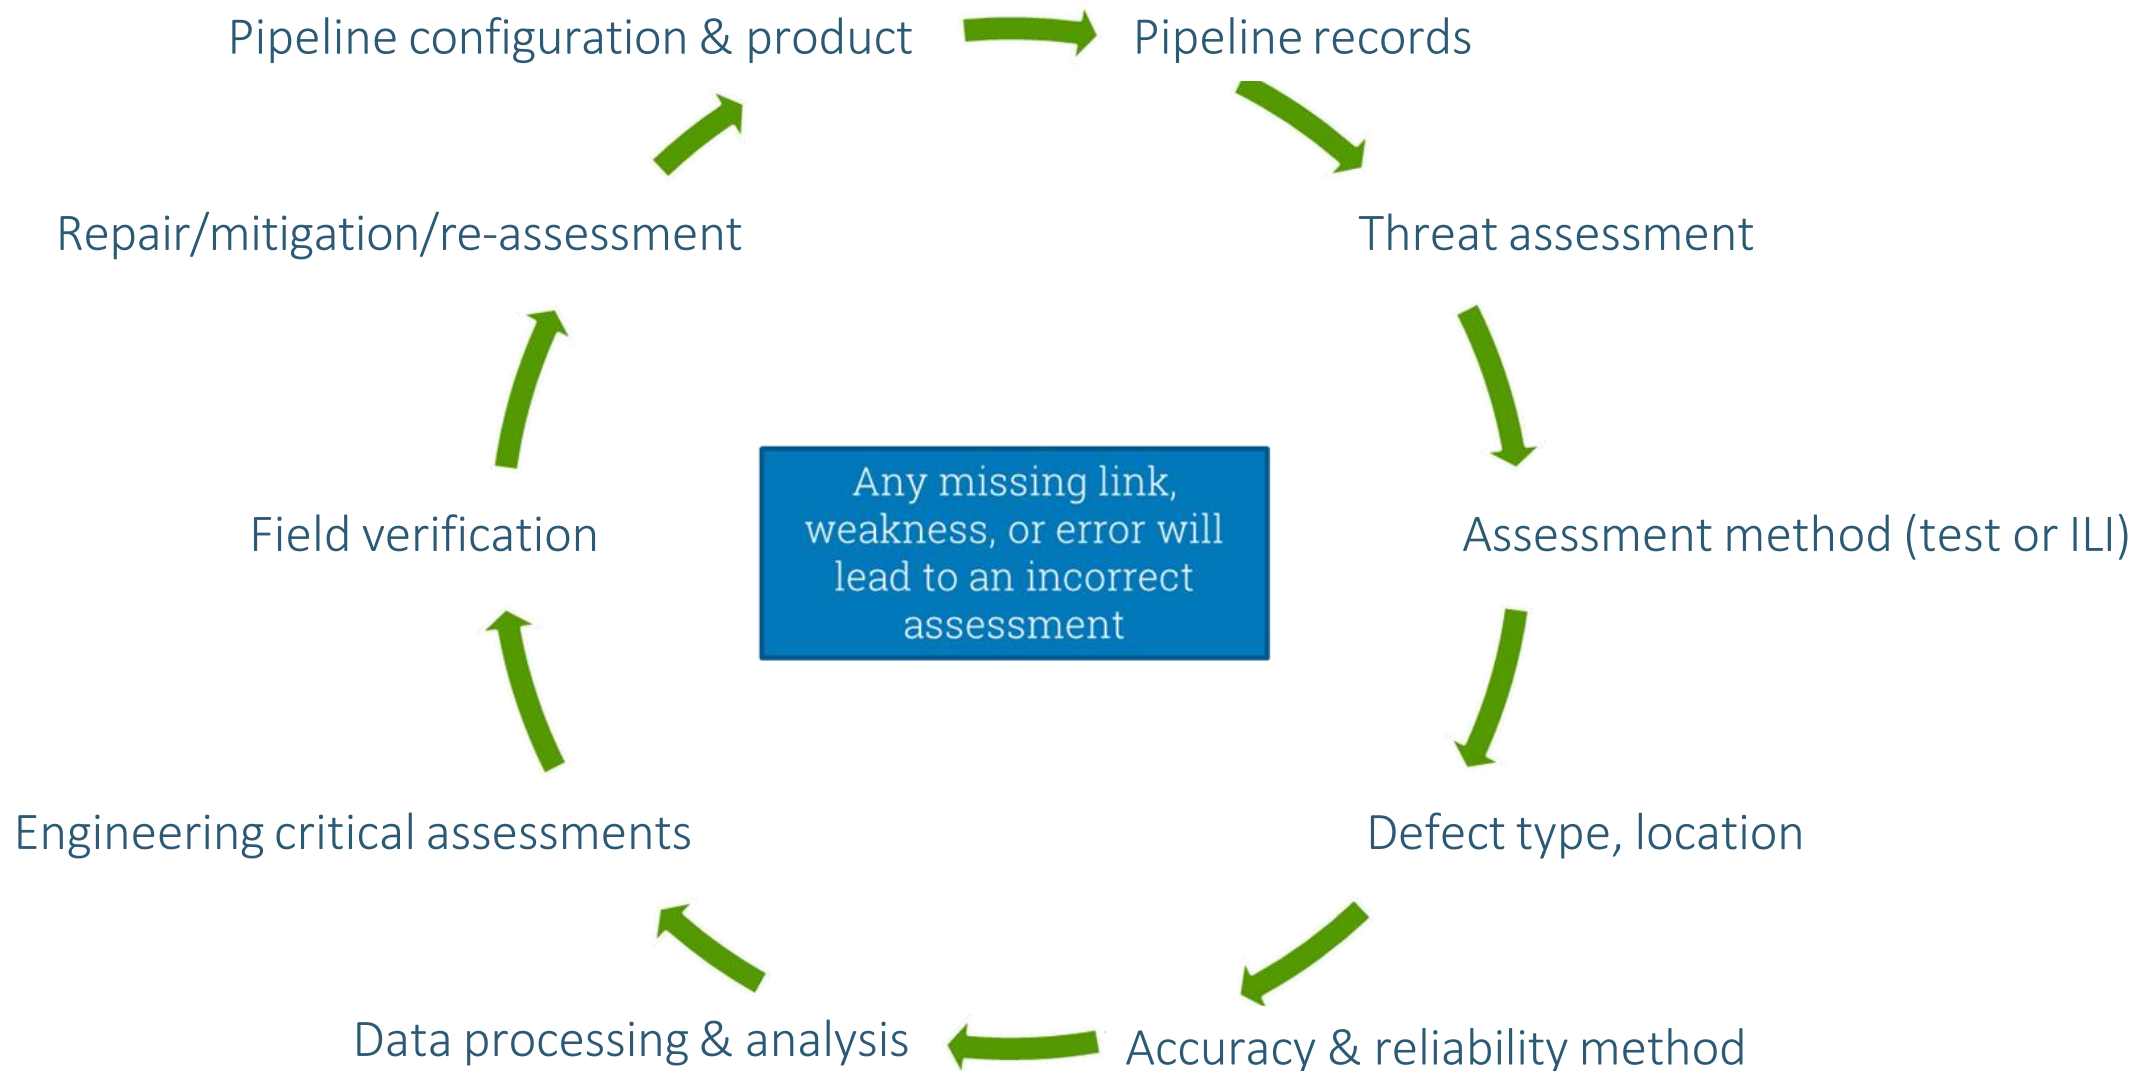 Pipeline configuration & product
Pipeline records
Repair/mitigation/re-assessment
Threat assessment
Any missing link,
weakness, or error will
lead to an incorrect
assessment
Field verification
Assessment method (test or ILI)
Engineering critical assessments
Defect type, location
Data processing & analysis
Accuracy & reliability method